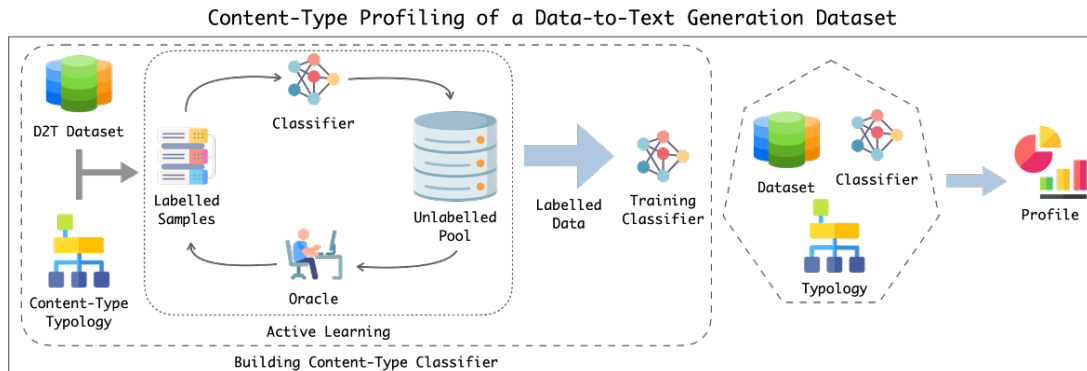 Content-Type Profiling of a Data-to-Text Generation Dataset
D2T Dataset
Content-Type
Typology
Labelled
Samples
Classifier
Unlabelled
Pool
Oracle
Active Learning
Building Content-Type Classifier
Labelled
Data
Training
Classifier
Dataset
Classifier
Typology
Profile